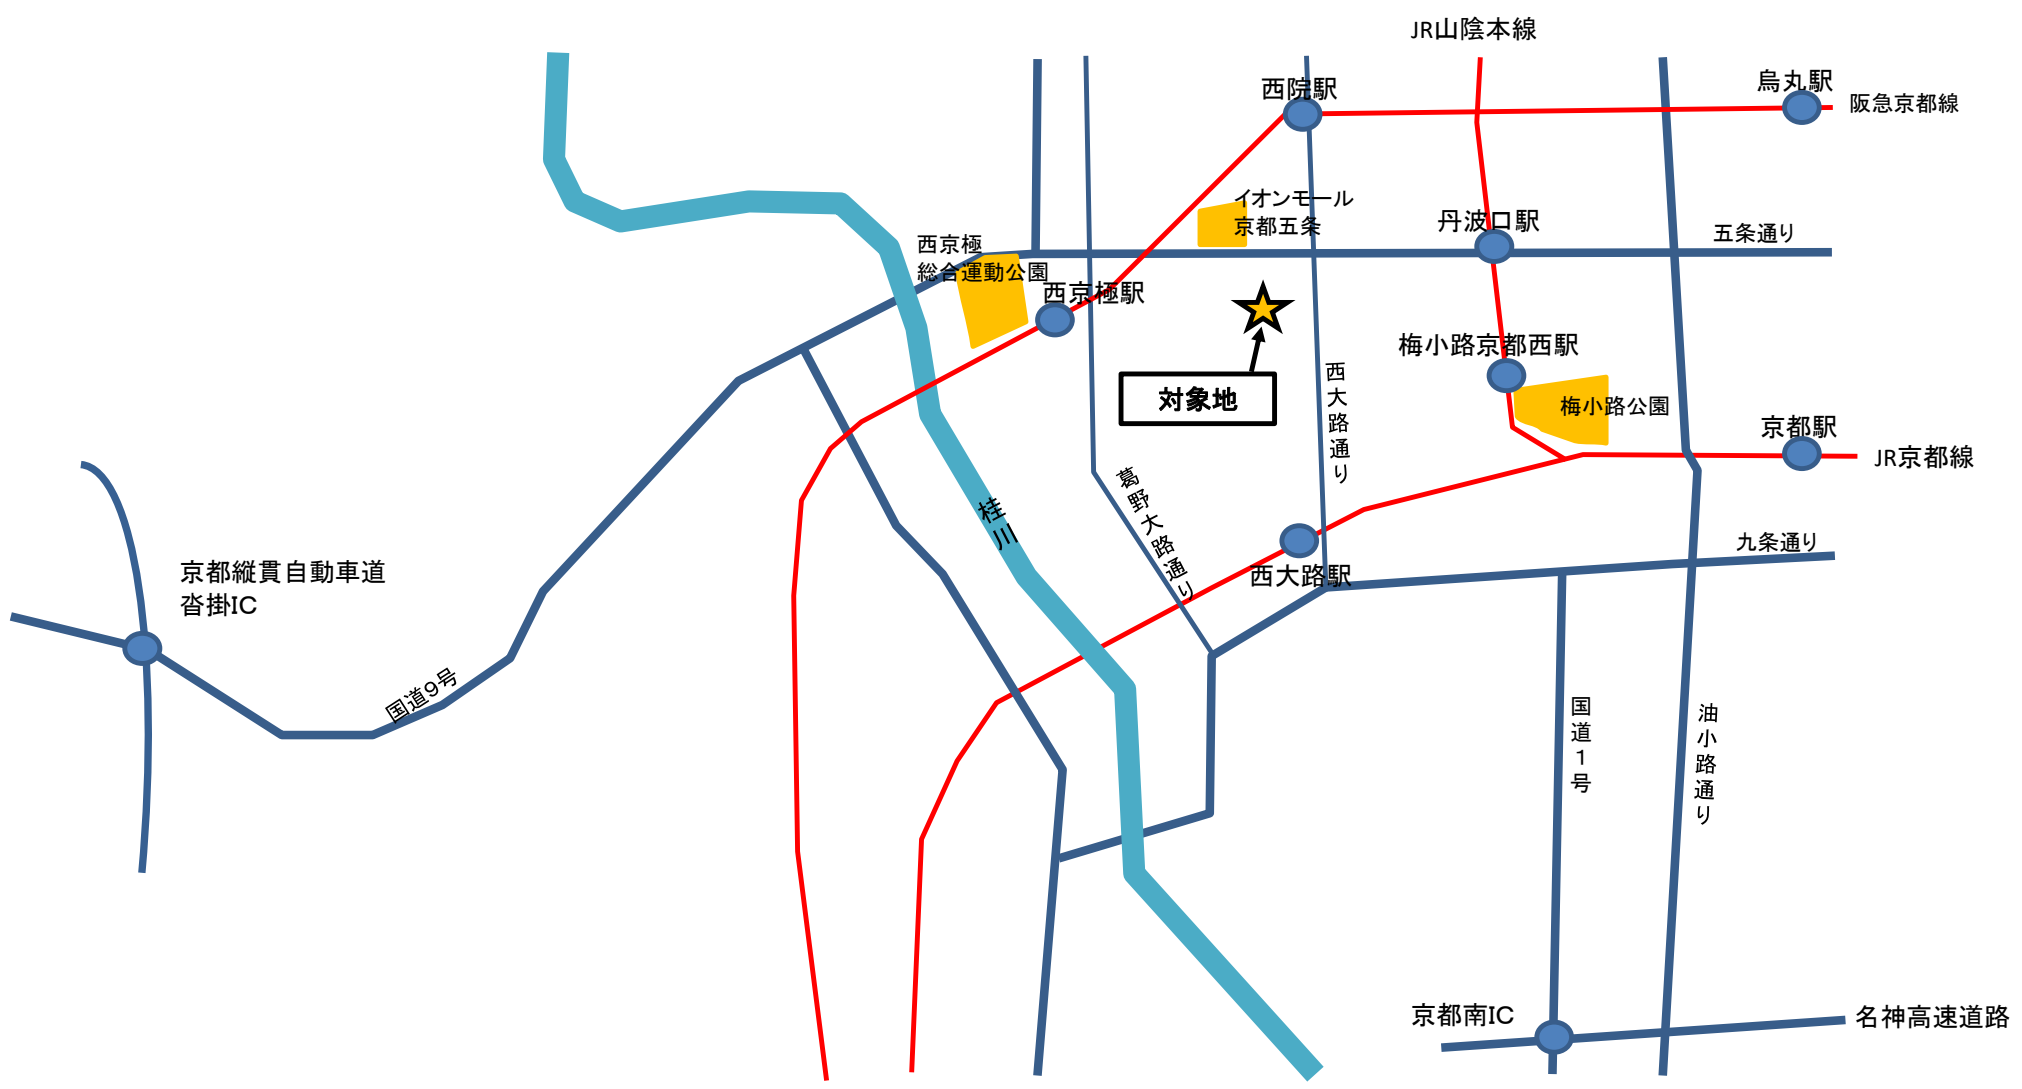 JR山陰本線
西院駅
烏丸駅
阪急京都線
イオンモール
京都五条
丹波口駅
五条通り
西京極
総合運動公園
西京極駅
梅小路京都西駅
対象地
西大路通り
梅小路公園
京都駅
JR京都線
葛野大路通り
桂川
九条通り
西大路駅
京都縦貫自動車道
沓掛IC
国道9号
国道1号
油小路通り
京都南IC
名神高速道路